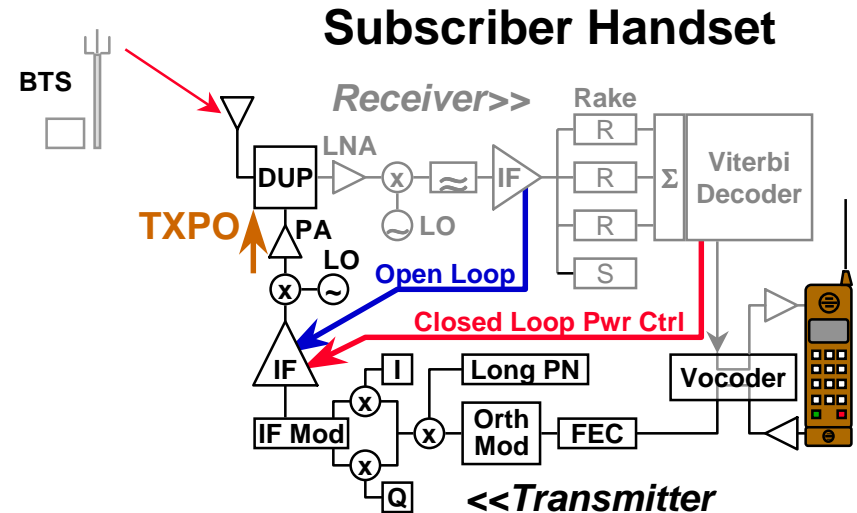 Subscriber Handset
BTS
Receiver>>
Rake
R
LNA
DUP
x
≈
IF
R
Σ
Viterbi
Decoder
TXPO
PA
~
LO
R
LO
x
~
Open Loop
S
Closed Loop Pwr Ctrl
IF
I
Long PN
Vocoder
x
IF Mod
x
Orth
Mod
FEC
x
Q
<<Transmitter